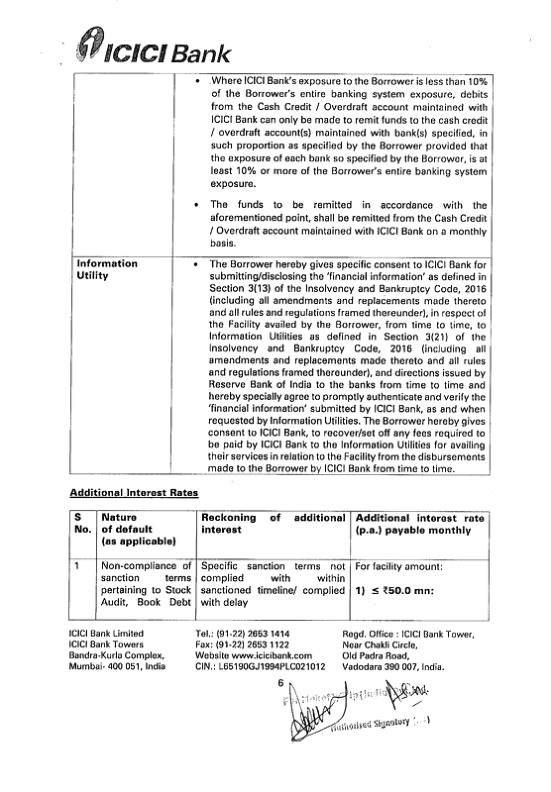 ICICI Bank
• Where ICICI Bank's exposure to the Borrower is less than 10%
of the Borrower's entire banking system exposure, debits
from the Cash Credit / Overdraft account maintained with
ICICI Bank can only be made to remit funds to the cash credit
/ overdraft account(s) maintained with bank(s) specified, in
such proportion as specified by the Borrower provided that
the exposure of each bank so specified by the Borrower, is at
least 10% or more of the Borrower's entire banking system
exposure.
• The funds to be remitted in accordance with the
aforementioned point, shall be remitted from the Cash Credit
/ Overdraft account maintained with ICICI Bank on a monthly
basis.
Information
Utility
• The Borrower hereby gives specific consent to ICICI Bank for
submitting/disclosing the 'financial information' as defined in
Section 3(13) of the Insolvency and Bankruptcy Code, 2016
(including all amendments and replacements made thereto
and all rules and regulations framed thereunder), in respect of
the Facility availed by the Borrower, from time to time, to
Information Utilities as defined in Section 3(21) of the
Insolvency and Bankruptcy Code, 2016 (including all
amendments and replacements made thereto and all rules
and regulations framed thereunder), and directions issued by
Reserve Bank of India to the banks from time to time and
hereby specially agree to promptly authenticate and verify the
'financial information' submitted by ICICI Bank, as and when
requested by Information Utilities. The Borrower hereby gives
consent to ICICI Bank, to recover/set off any fees required to
be paid by ICICI Bank to the Information Utilities for availing
their services in relation to the Facility from the disbursements
made to the Borrower by ICICI Bank from time to time.
Additional Interest Rates
S
No.
Nature
of default
(as applicable)
Reckoning of additional
interest
Additional interest rate
(p.a.) payable monthly
1
Non-compliance of
sanction terms
pertaining to Stock
Audit, Book Debt
Specific sanction terms not
complied with within
sanctioned timeline/ complied
with delay
For facility amount:
1) ≤ ₹50.0 mn:
ICICI Bank Limited
ICICI Bank Towers
Bandra-Kurla Complex,
Mumbai- 400 051, India
Tel.: (91-22) 2653 1414
Fax: (91-22) 2653 1122
Website www.icicibank.com
CIN.: L65190GJ1994PLC021012
Regd. Office : ICICI Bank Tower,
Near Chakli Circle,
Old Padra Road,
Vadodara 390 007, India.
6
Authorised Signatory